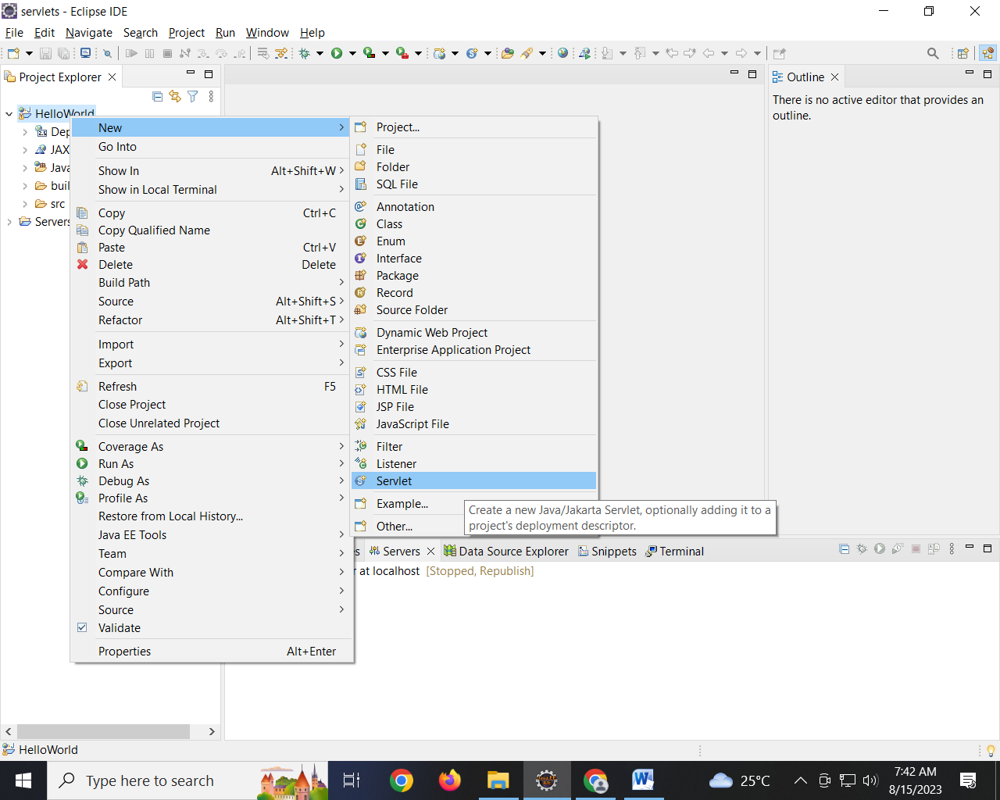 servlets - Eclipse IDE
File Edit Navigate Search Project Run Window Help
Project Explorer
HelloWorld
JAX
Java
src
Servers
New
Go Into
Show In Alt+Shift+W
Show in Local Terminal
Copy Ctrl+C
Copy Qualified Name
Paste Ctrl+V
Delete Delete
Build Path
Source Alt+Shift+S
Refactor Alt+Shift+T
Import
Export
Refresh F5
Close Project
Close Unrelated Project
Coverage As
Run As
Debug As
Profile As
Restore from Local History...
Java EE Tools
Team
Compare With
Configure
Source
Validate
Properties Alt+Enter
Project...
File
Folder
SQL File
Annotation
Class
Enum
Interface
Package
Record
Source Folder
Dynamic Web Project
Enterprise Application Project
CSS File
HTML File
JSP File
JavaScript File
Filter
Listener
Servlet
Example...
Other...
Create a new Java/Jakarta Servlet, optionally adding it to a
project's deployment descriptor.
Outline
There is no active editor that provides an
outline.
Servers Data Source Explorer Snippets Terminal
at localhost [Stopped, Republish]
HelloWorld
Type here to search
25°C
7:42 AM
8/15/2023